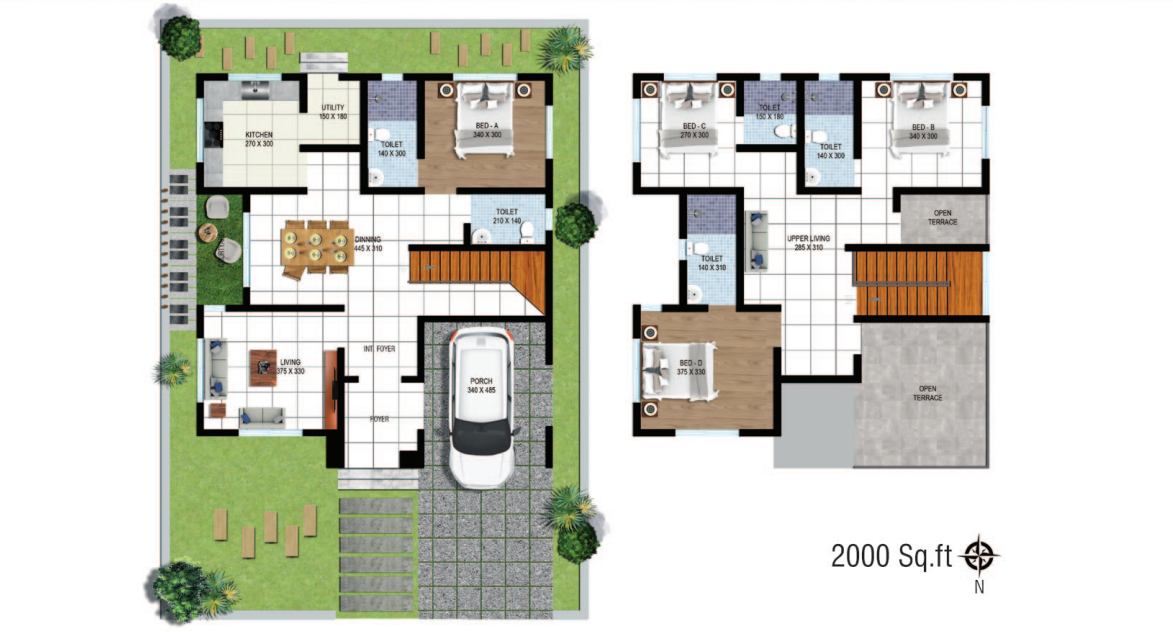 UTILITY
150 X 180
KITCHEN
270 X 300
TOILET
140 X 300
BED - A
340 X 300
TOILET
210 X 140
DINNING
445 X 310
INT. FOYER
LIVING
375 X 330
FOYER
PORCH
340 X 485
BED - C
270 X 300
TOILET
150 X 180
TOILET
140 X 300
BED - B
340 X 300
OPEN
TERRACE
UPPER LIVING
285 X 310
TOILET
140 X 310
BED - D
375 X 330
OPEN
TERRACE
2000 Sq.ft
N